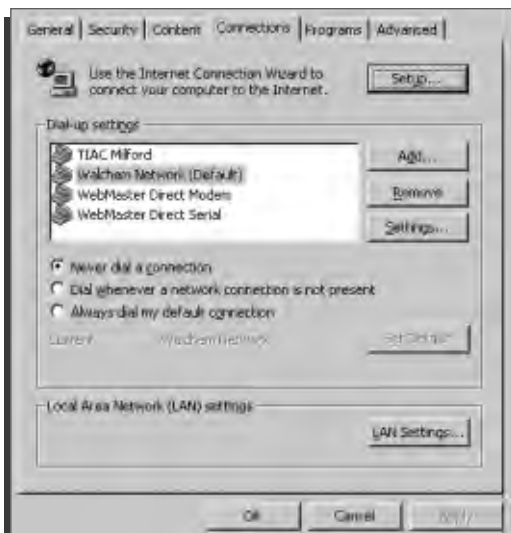 General Security Content Connections Programs Advanced
Use the Internet Connection Wizard to
connect your computer to the Internet.
Setup...
Dial-up settings
TIAC Milford
Walchem Network (Default)
WebMaster Direct Modem
WebMaster Direct Serial
Add...
Remove
Settings...
Never dial a connection
Dial whenever a network connection is not present
Always dial my default connection
Current Walchem Network Set Default
Local Area Network (LAN) settings
LAN Settings...
OK Cancel Apply